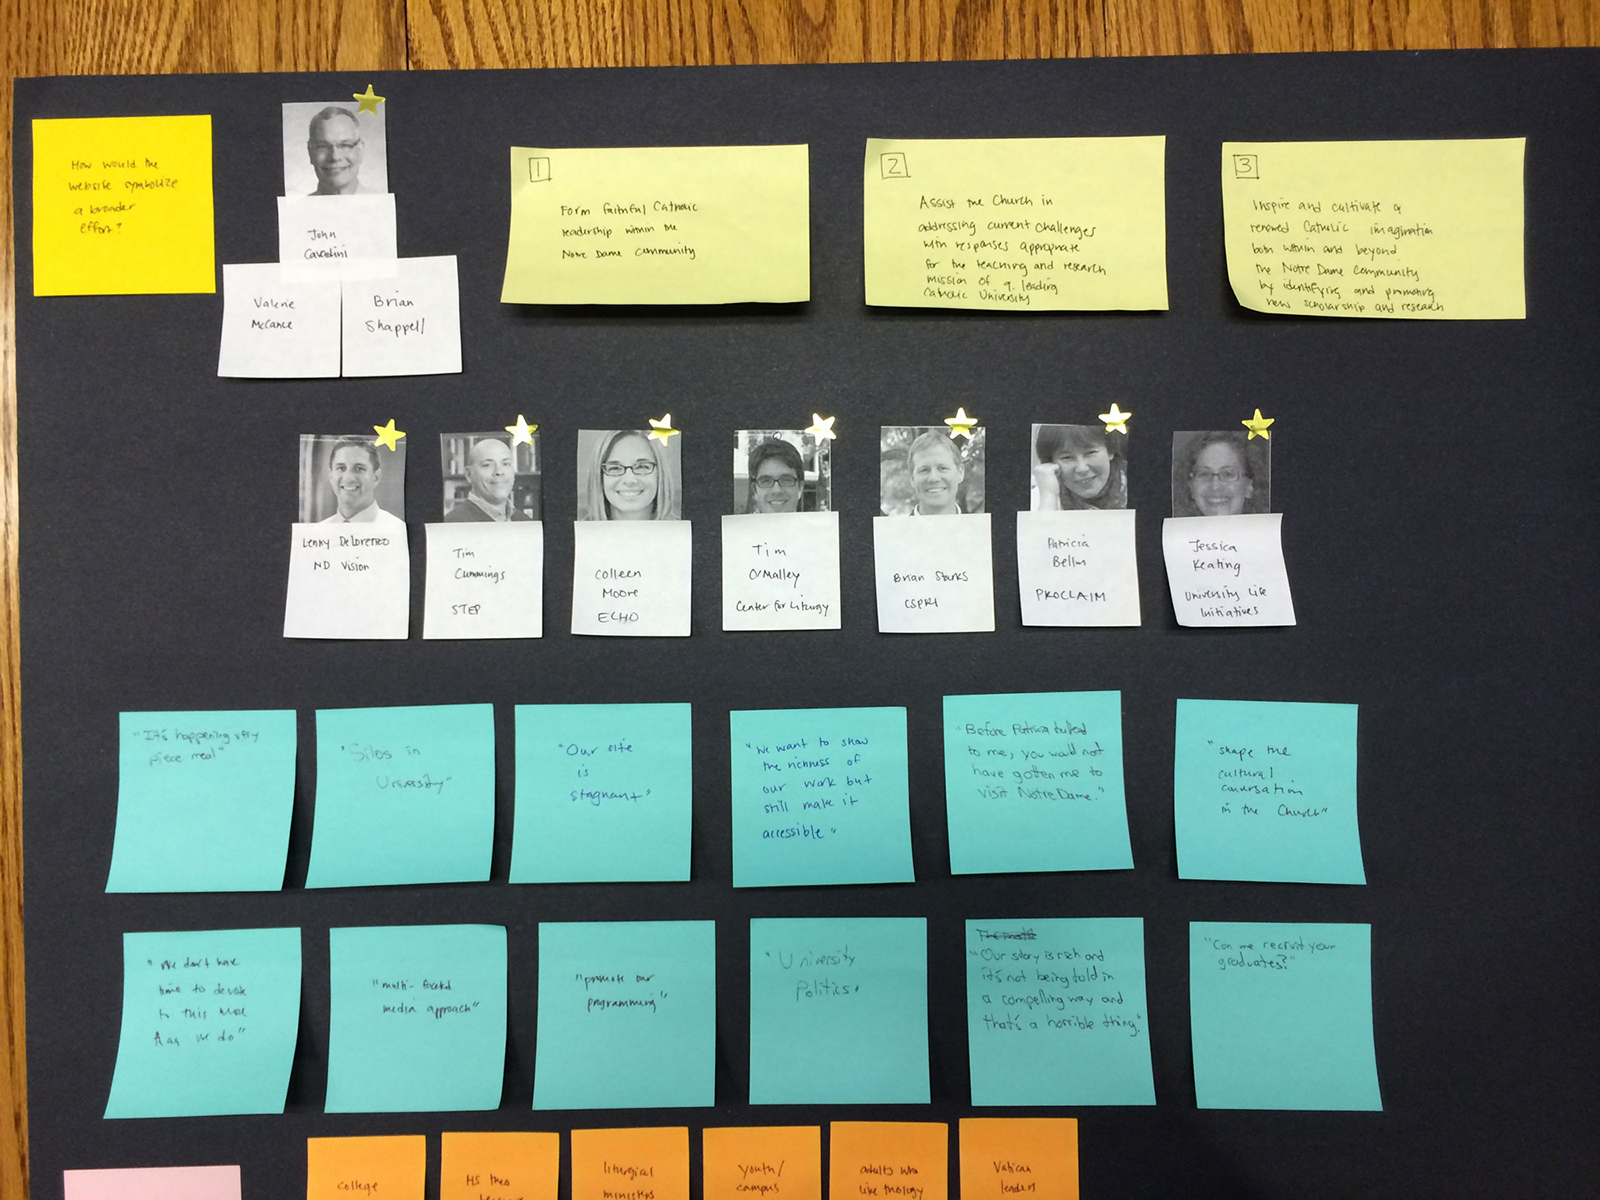 How would the
website symbolize
a broader
effort?
John
Cavadini
Valerie
McCance
Brian
Shappell
1
Form faithful Catholic
leadership within the
Notre Dame Community
2
Assist the Church in
addressing current challenges
with responses appropriate
for the teaching and research
mission of a leading
Catholic University
3
Inspire and cultivate a
renewed Catholic imagination
both within and beyond
the Notre Dame Community
by identifying and promoting
new scholarship and research
Lenny DeLorenzo
ND Vision
Tim
Cummings
STEP
Colleen
Moore
ECHO
Tim
O'Malley
Center for Liturgy
Brian Starks
CSPRI
Patricia
Bellm
PROCLAIM
Jessica
Keating
University Life
Initiatives
"It's happening very
piece meal"
"Silos in
University"
"Our site
is
stagnant"
"We want to show
the richness of
our work but
still make it
accessible"
"Before Patricia talked
to me, you would not
have gotten me to
visit Notre Dame."
"shape the
cultural
conversation
in the Church"
"We don't have
time to devote
to this more
than we do
"multi-faceted
media approach"
"promote our
programming"
"University
Politics"
"Our story is rich and
it's not being told in
a compelling way and
that's a horrible thing."
"Can we recruit your
graduates?"
college
HS theo
liturgical
ministers
youth/
campus
adults who
like theology
Vatican
leaders